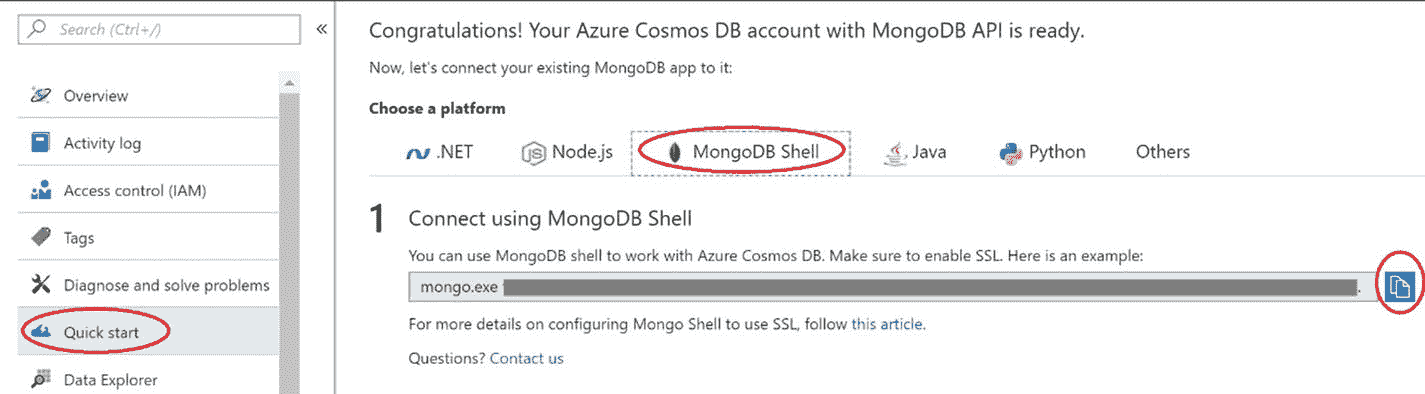 Search (Ctrl+/)
«
Overview
Activity log
Access control (IAM)
Tags
Diagnose and solve problems
Quick start
Data Explorer
Congratulations! Your Azure Cosmos DB account with MongoDB API is ready.
Now, let's connect your existing MongoDB app to it:
Choose a platform
.NET JS Node.js MongoDB Shell Java Python Others
1 Connect using MongoDB Shell
You can use MongoDB shell to work with Azure Cosmos DB. Make sure to enable SSL. Here is an example:
mongo.exe
For more details on configuring Mongo Shell to use SSL, follow this article.
Questions? Contact us